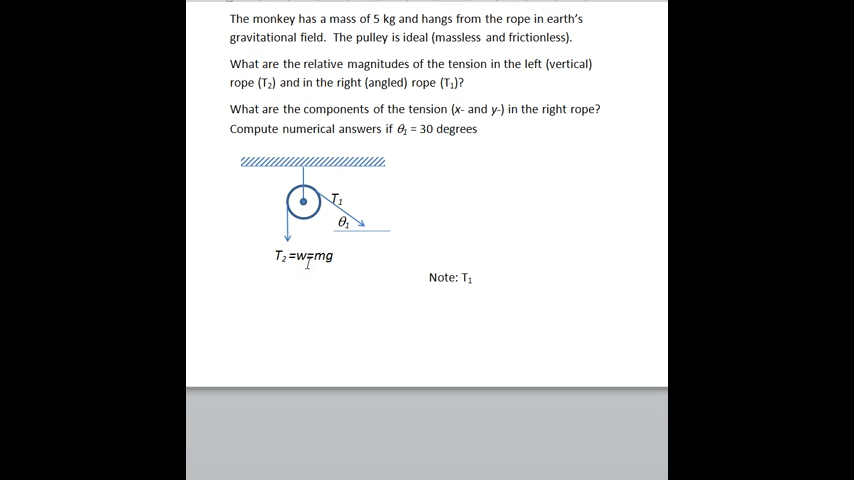 The monkey has a mass of 5 kg and hangs from the rope in earth's
gravitational field. The pulley is ideal (massless and frictionless).
What are the relative magnitudes of the tension in the left (vertical)
rope (T₂) and in the right (angled) rope (T₁)?
What are the components of the tension (x- and y-) in the right rope?
Compute numerical answers if θ₁ = 30 degrees
T₁
θ₁
T₂ =w=mg
Note: T₁